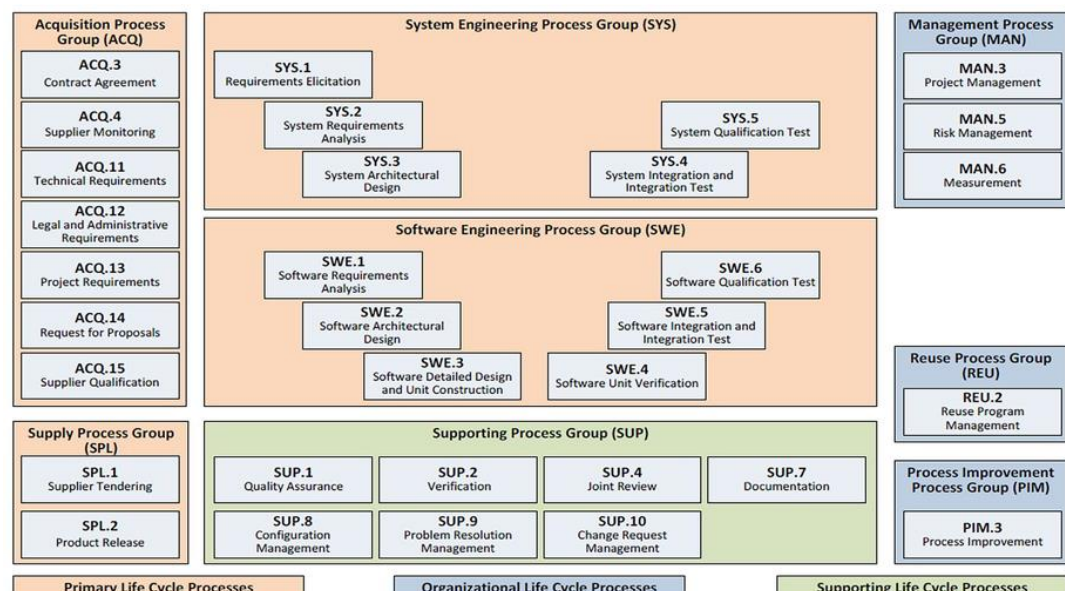 Acquisition Process
Group (ACQ)
ACQ.3
Contract Agreement
ACQ.4
Supplier Monitoring
ACQ.11
Technical Requirements
ACQ.12
Legal and Administrative
Requirements
ACQ.13
Project Requirements
ACQ.14
Request for Proposals
ACQ.15
Supplier Qualification
System Engineering Process Group (SYS)
SYS.1
Requirements Elicitation
SYS.2
System Requirements
Analysis
SYS.3
System Architectural
Design
SYS.5
System Qualification Test
SYS.4
System Integration and
Integration Test
Software Engineering Process Group (SWE)
SWE.1
Software Requirements
Analysis
SWE.2
Software Architectural
Design
SWE.3
Software Detailed Design
and Unit Construction
SWE.6
Software Qualification Test
SWE.5
Software Integration and
Integration Test
SWE.4
Software Unit Verification
Management Process
Group (MAN)
MAN.3
Project Management
MAN.5
Risk Management
MAN.6
Measurement
Reuse Process Group
(REU)
REU.2
Reuse Program
Management
Supply Process Group
(SPL)
SPL.1
Supplier Tendering
SPL.2
Product Release
Supporting Process Group (SUP)
SUP.1
Quality Assurance
SUP.2
Verification
SUP.4
Joint Review
SUP.7
Documentation
SUP.8
Configuration
Management
SUP.9
Problem Resolution
Management
SUP.10
Change Request
Management
Process Improvement
Process Group (PIM)
PIM.3
Process Improvement
Primary Life Cycle Processes
Organizational Life Cycle Processes
Supporting Life Cycle Processes